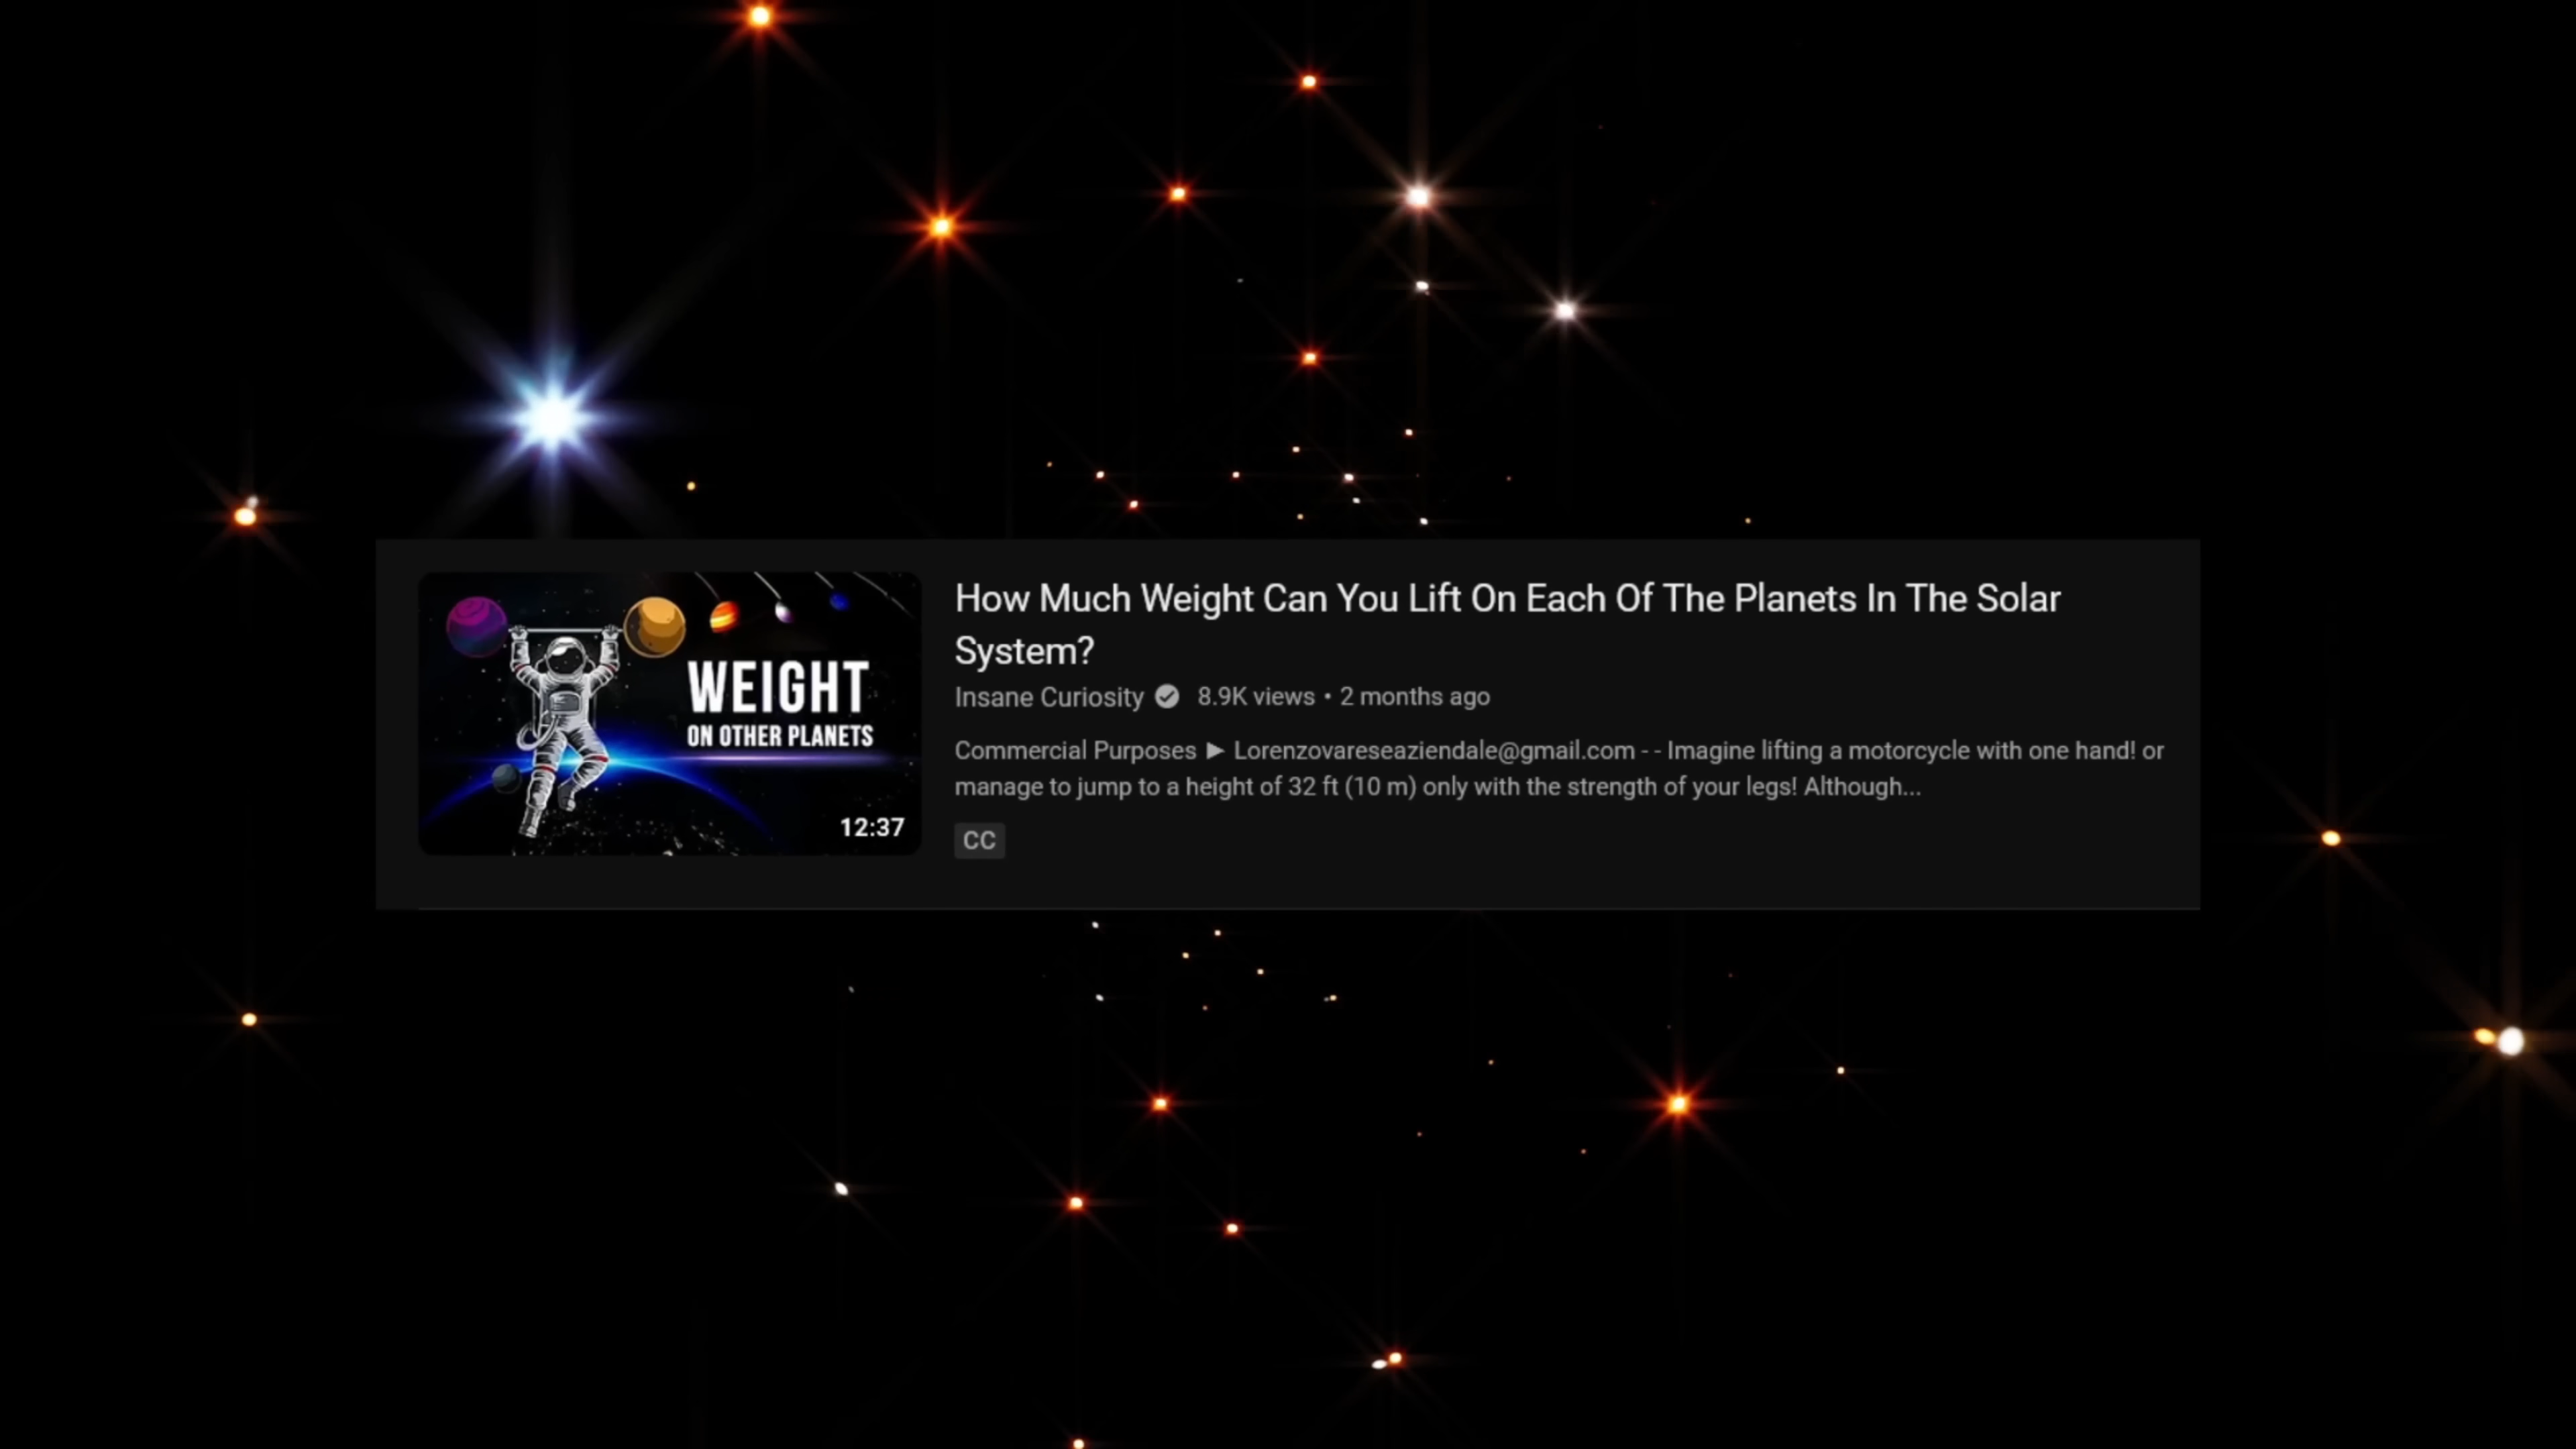 WEIGHT
ON OTHER PLANETS
12:37
How Much Weight Can You Lift On Each Of The Planets In The Solar
System?
Insane Curiosity 8.9K views • 2 months ago
Commercial Purposes ► Lorenzovareseaziendale@gmail.com - - Imagine lifting a motorcycle with one hand! or
manage to jump to a height of 32 ft (10 m) only with the strength of your legs! Although...
CC